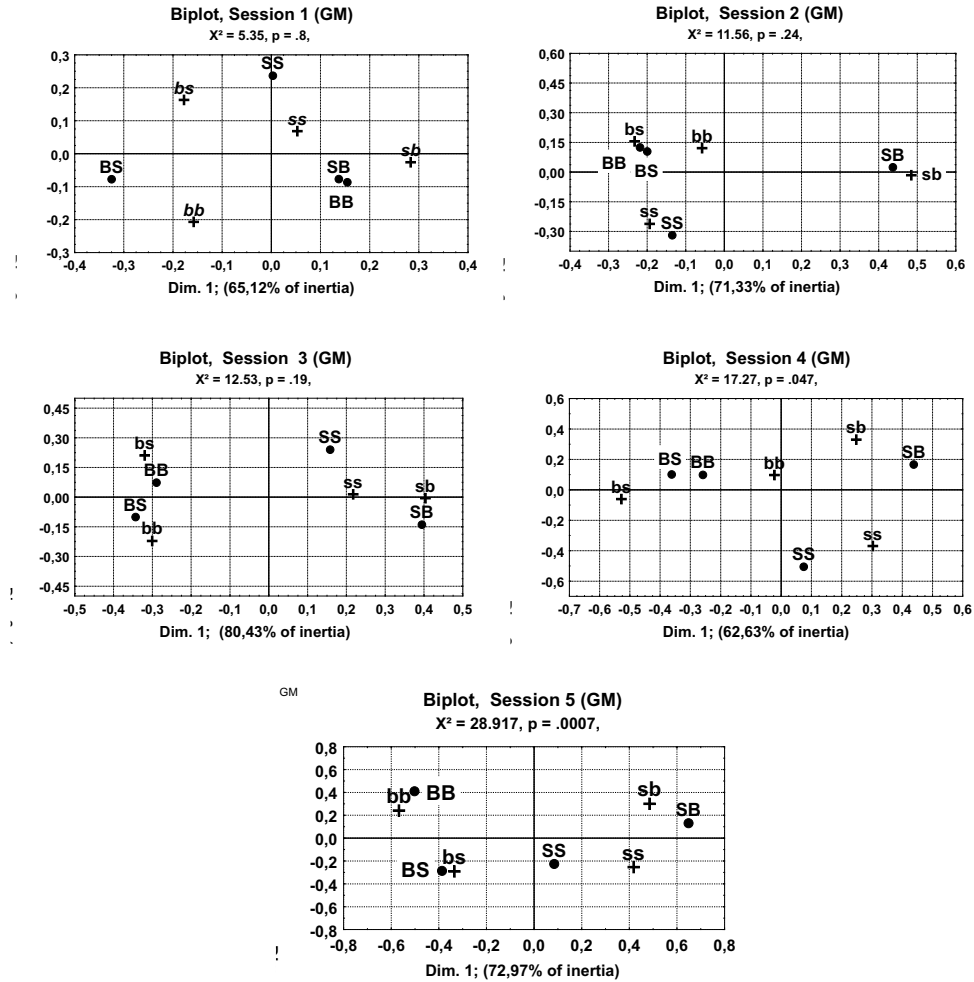 Biplot, Session 1 (GM)
X² = 5.35, p = .8,
0,3
0,2
0,1
0,0
-0,1
-0,2
-0,3
SS
bs
ss
sb
BS
SB
BB
bb
-0,4 -0,3 -0,2 -0,1 0,0 0,1 0,2 0,3 0,4
Dim. 1; (65,12% of inertia)
Biplot, Session 2 (GM)
X² = 11.56, p = .24,
0,60
0,45
0,30
0,15
0,00
-0,15
-0,30
bs
bb
BB
BS
SB
sb
ss
SS
-0,4 -0,3 -0,2 -0,1 0,0 0,1 0,2 0,3 0,4 0,5 0,6
Dim. 1; (71,33% of inertia)
Biplot, Session 3 (GM)
X² = 12.53, p = .19,
0,45
0,30
0,15
0,00
-0,15
-0,30
-0,45
SS
bs
BB
ss
sb
BS
SB
bb
-0,5 -0,4 -0,3 -0,2 -0,1 0,0 0,1 0,2 0,3 0,4 0,5
Dim. 1; (80,43% of inertia)
Biplot, Session 4 (GM)
X² = 17.27, p = .047,
0,6
0,4
0,2
0,0
-0,2
-0,4
-0,6
sb
BS
BB
bb
SB
bs
ss
SS
-0,7 -0,6 -0,5 -0,4 -0,3 -0,2 -0,1 0,0 0,1 0,2 0,3 0,4 0,5 0,6
Dim. 1; (62,63% of inertia)
GM
Biplot, Session 5 (GM)
X² = 28.917, p = .0007,
0,8
0,6
0,4
0,2
0,0
-0,2
-0,4
-0,6
-0,8
bb
BB
sb
SB
BS
bs
SS
ss
-0,8 -0,6 -0,4 -0,2 0,0 0,2 0,4 0,6 0,8
Dim. 1; (72,97% of inertia)